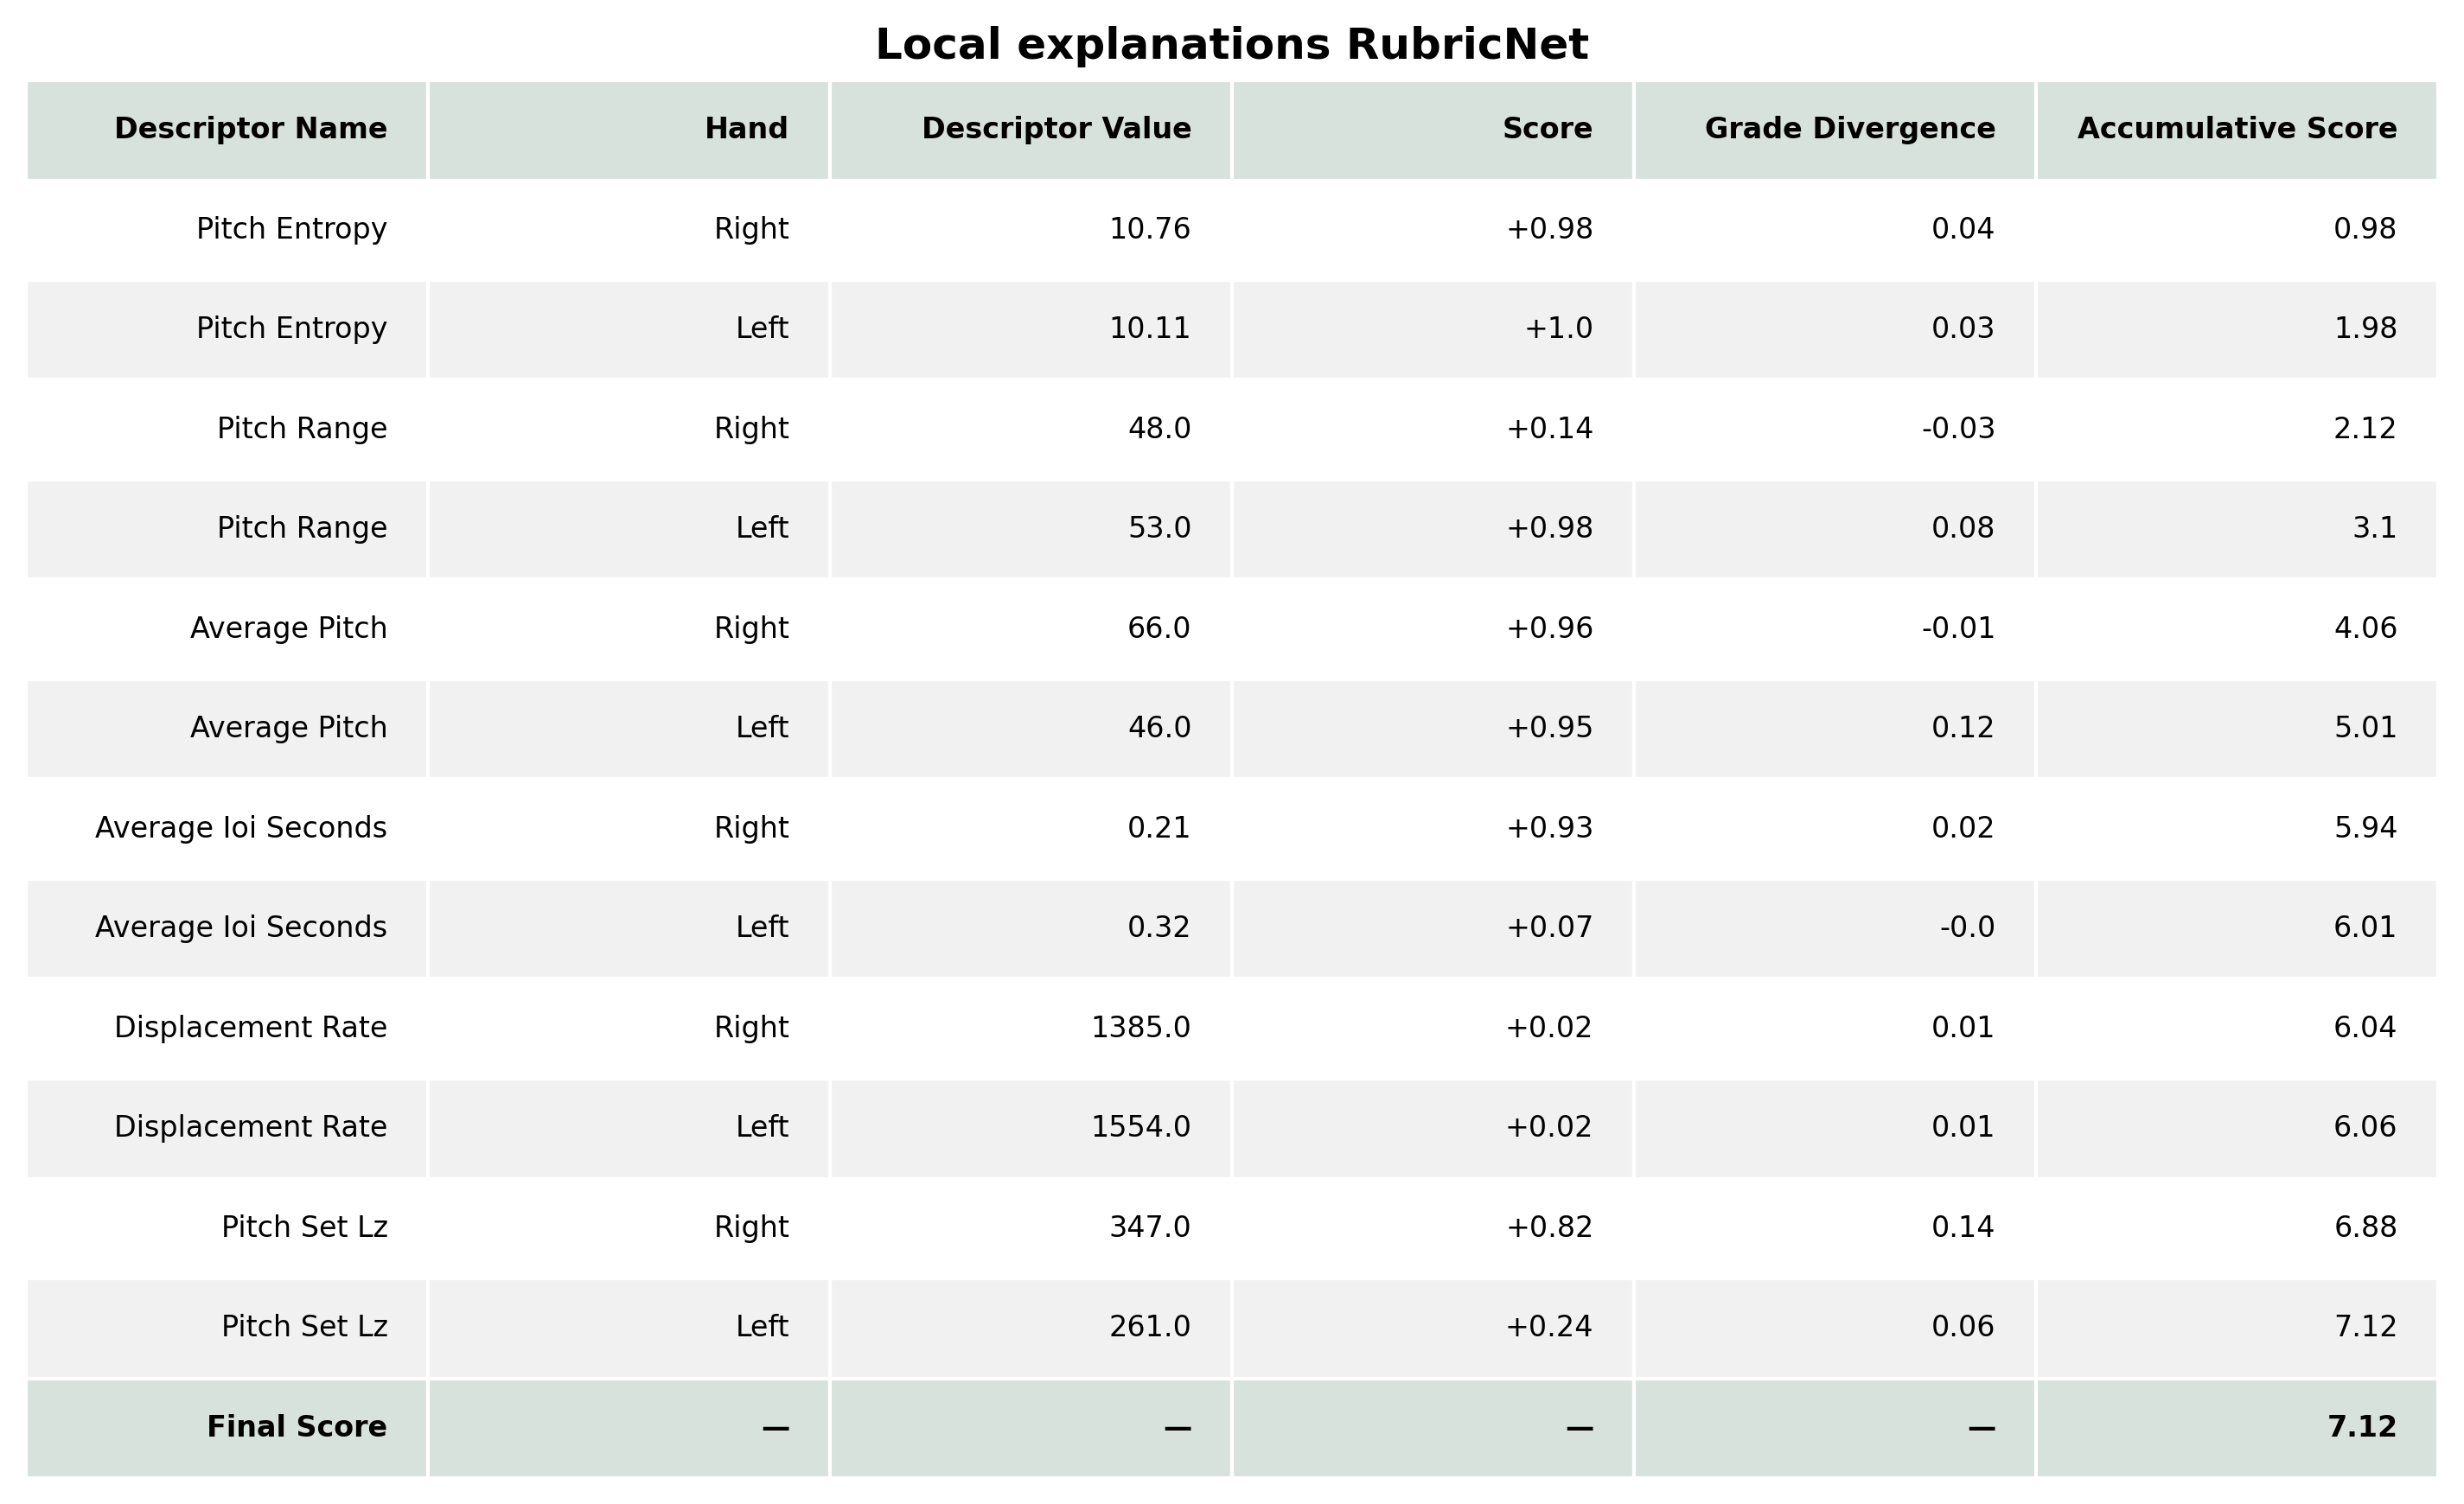 Local explanations RubricNet
Descriptor Name Hand Descriptor Value Score Grade Divergence Accumulative Score
Pitch Entropy Right 10.76 +0.98 0.04 0.98
Pitch Entropy Left 10.11 +1.0 0.03 1.98
Pitch Range Right 48.0 +0.14 -0.03 2.12
Pitch Range Left 53.0 +0.98 0.08 3.1
Average Pitch Right 66.0 +0.96 -0.01 4.06
Average Pitch Left 46.0 +0.95 0.12 5.01
Average Ioi Seconds Right 0.21 +0.93 0.02 5.94
Average Ioi Seconds Left 0.32 +0.07 -0.0 6.01
Displacement Rate Right 1385.0 +0.02 0.01 6.04
Displacement Rate Left 1554.0 +0.02 0.01 6.06
Pitch Set Lz Right 347.0 +0.82 0.14 6.88
Pitch Set Lz Left 261.0 +0.24 0.06 7.12
Final Score — — — — 7.12